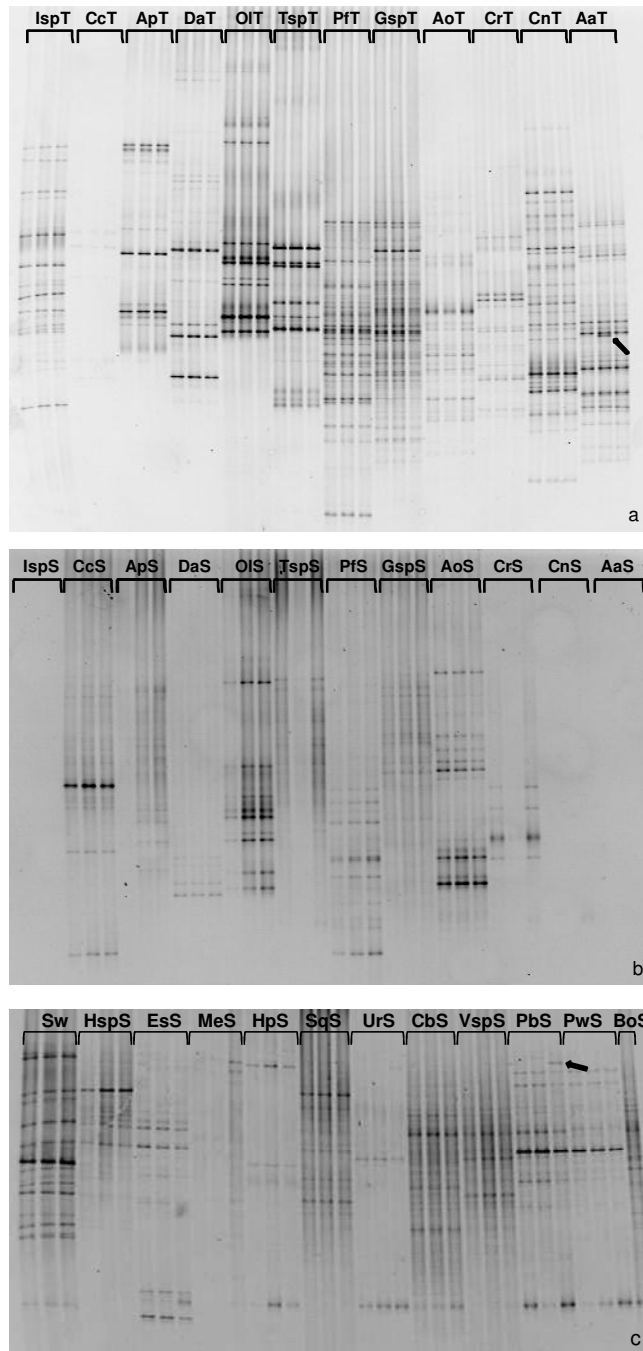 IspT CcT ApT DaT OlT TspT PfT GspT AoT CrT CnT AaT
a
IspS CcS ApS DaS OlS TspS PfS GspS AoS CrS CnS AaS
b
Sw HspS EsS MeS HpS SqS UrS CbS VspS PbS PwS BoS
c